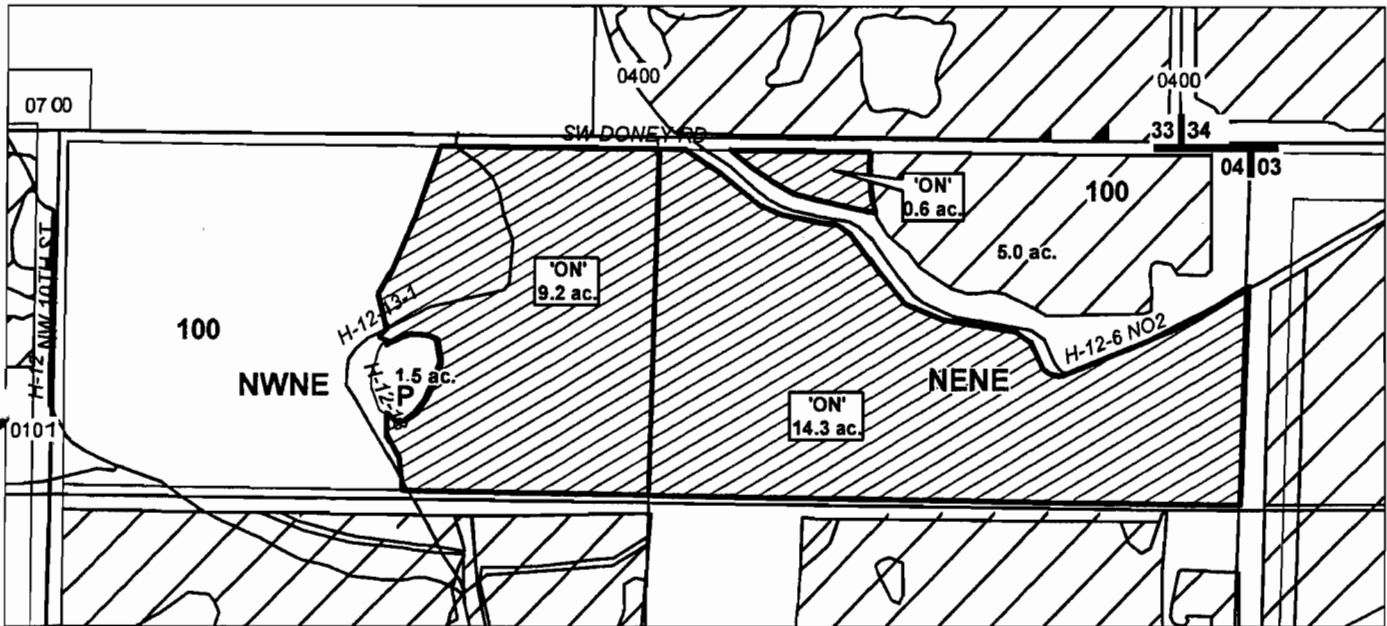 07 00
0400
0400
SW DONEY RD
33 34
04 03
'ON'
0.6 ac.
100
5.0 ac.
NW 10TH ST
H-12
'ON'
9.2 ac.
H-12-13-1
100
H-12-6 NO2
NWNE
1.5 ac.
P
NENE
'ON'
14.3 ac.
0101